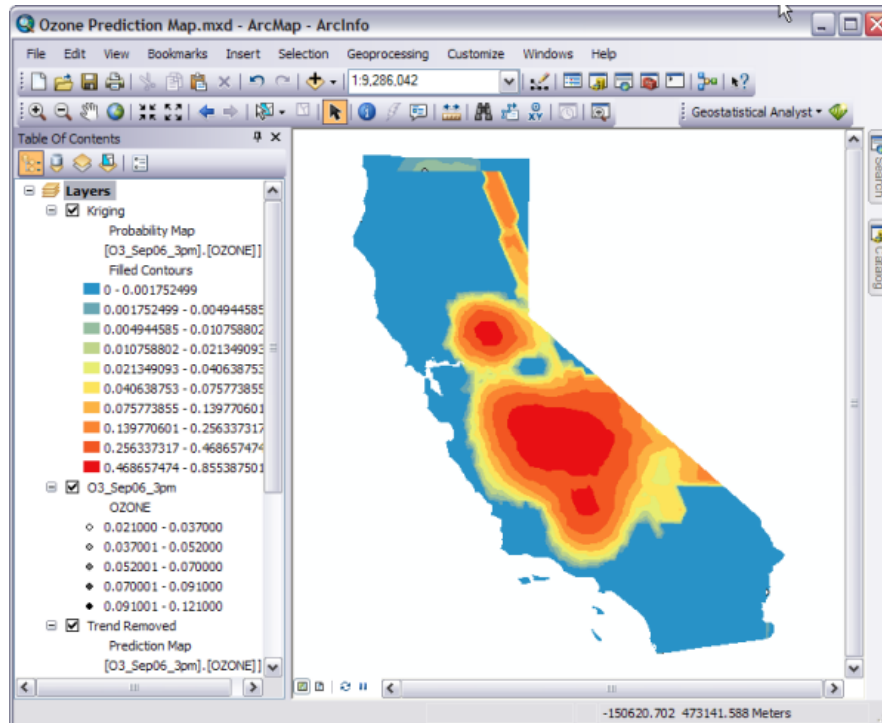 Ozone Prediction Map.mxd - ArcMap - ArcInfo
File Edit View Bookmarks Insert Selection Geoprocessing Customize Windows Help
1:9,286,042
Geostatistical Analyst
Table Of Contents
Layers
Kriging
Probability Map
[O3_Sep06_3pm].[OZONE]]
Filled Contours
0 - 0.001752499
0.001752499 - 0.004944585
0.004944585 - 0.010758802
0.010758802 - 0.021349093
0.021349093 - 0.040638753
0.040638753 - 0.075773855
0.075773855 - 0.139770601
0.139770601 - 0.256337317
0.256337317 - 0.468657474
0.468657474 - 0.855387501
O3_Sep06_3pm
OZONE
0.021000 - 0.037000
0.037001 - 0.052000
0.052001 - 0.070000
0.070001 - 0.091000
0.091001 - 0.121000
Trend Removed
Prediction Map
[O3_Sep06_3pm].[OZONE]]
Search
Catalog
-150620.702 473141.588 Meters